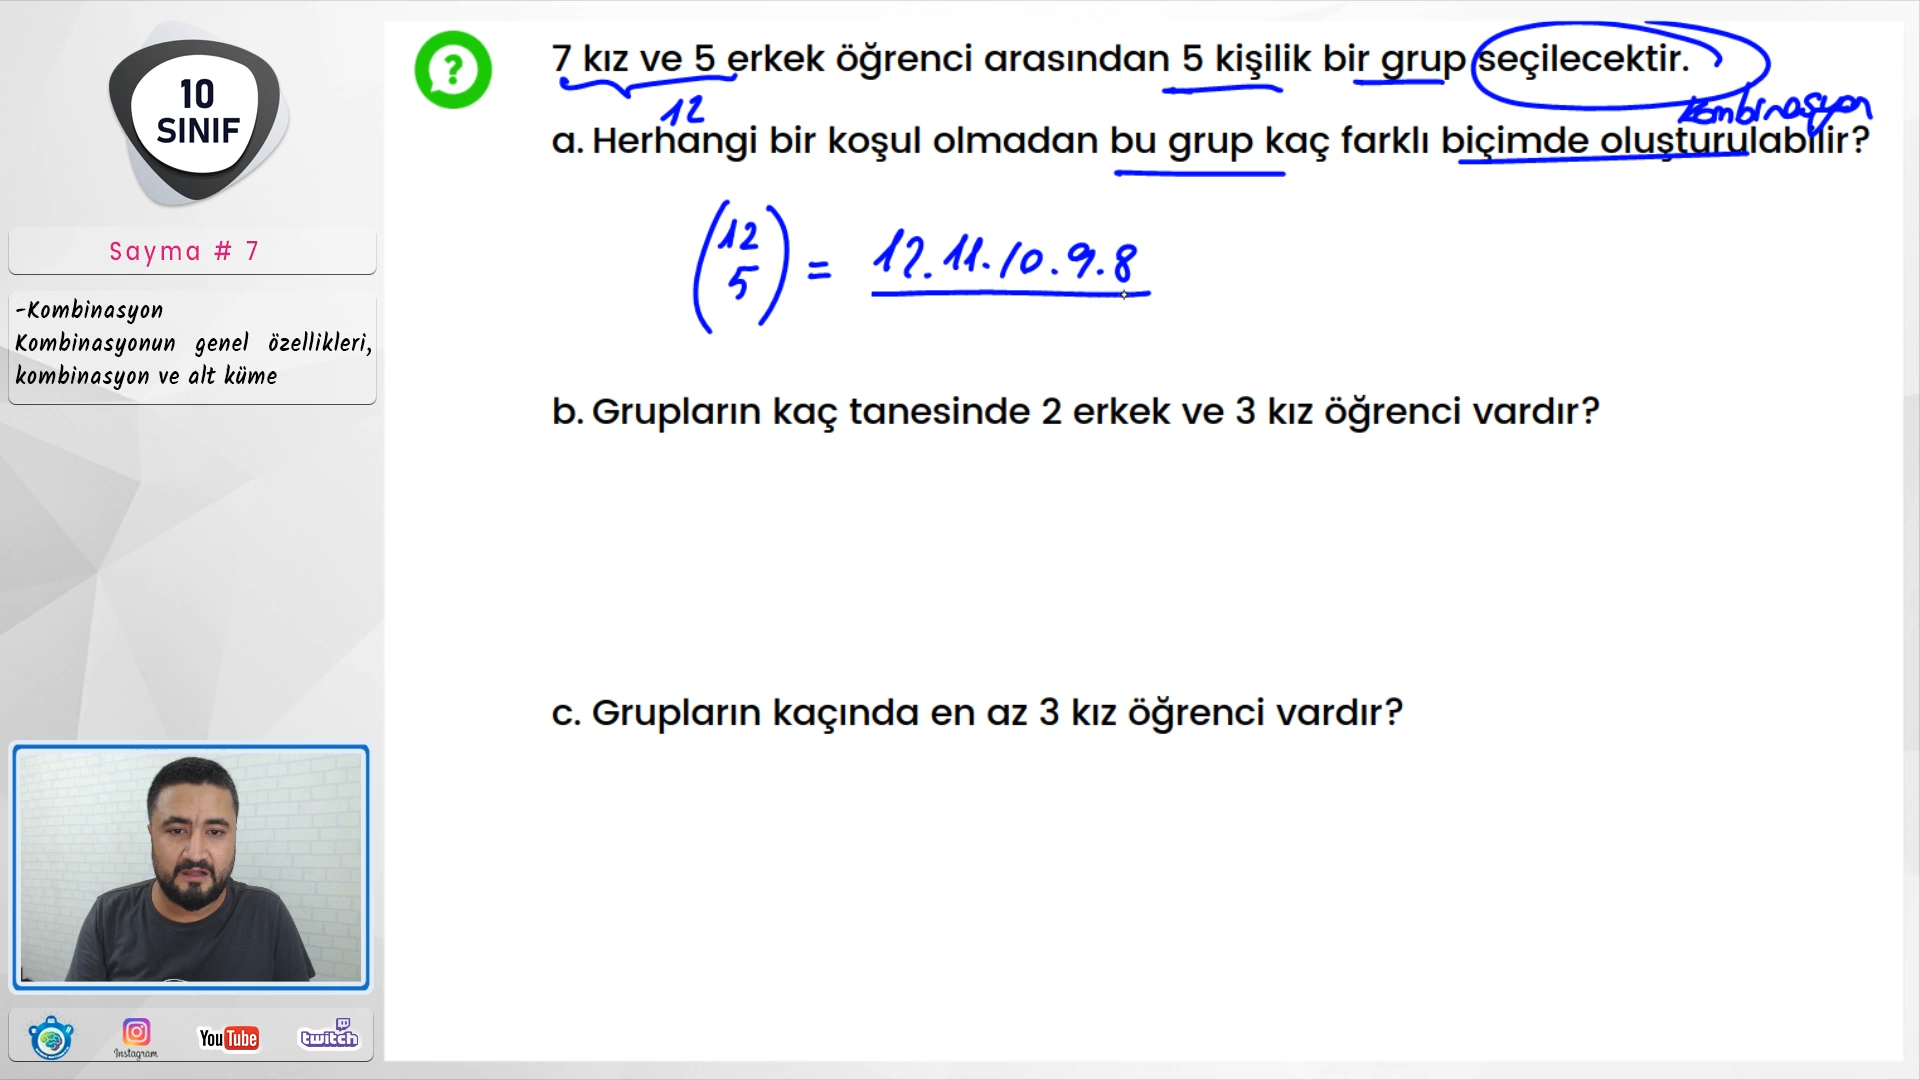 10
SINIF
Sayma # 7
-Kombinasyon
Kombinasyonun genel özellikleri,
kombinasyon ve alt küme
Instagram
YouTube
twitch
7 kız ve 5 erkek öğrenci arasından 5 kişilik bir grup seçilecektir.
12
kombinasyon
a. Herhangi bir koşul olmadan bu grup kaç farklı biçimde oluşturulabilir?
(12 5) = 12.11.10.9.8
b. Grupların kaç tanesinde 2 erkek ve 3 kız öğrenci vardır?
c. Grupların kaçında en az 3 kız öğrenci vardır?